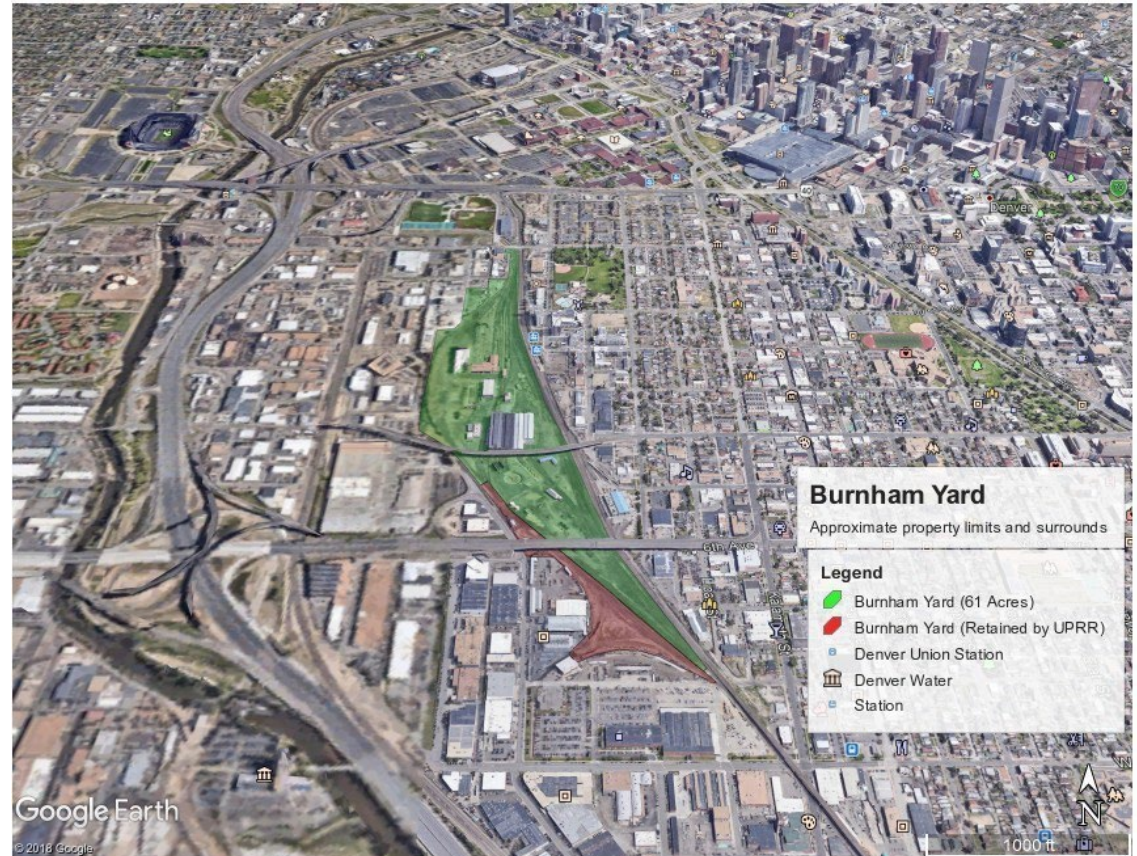 40
Denver
Burnham Yard
Approximate property limits and surrounds
6th Ave
Legend
Burnham Yard (61 Acres)
Burnham Yard (Retained by UPRR)
Denver Union Station
Denver Water
Station
Google Earth
N
1000 ft
© 2018 Google